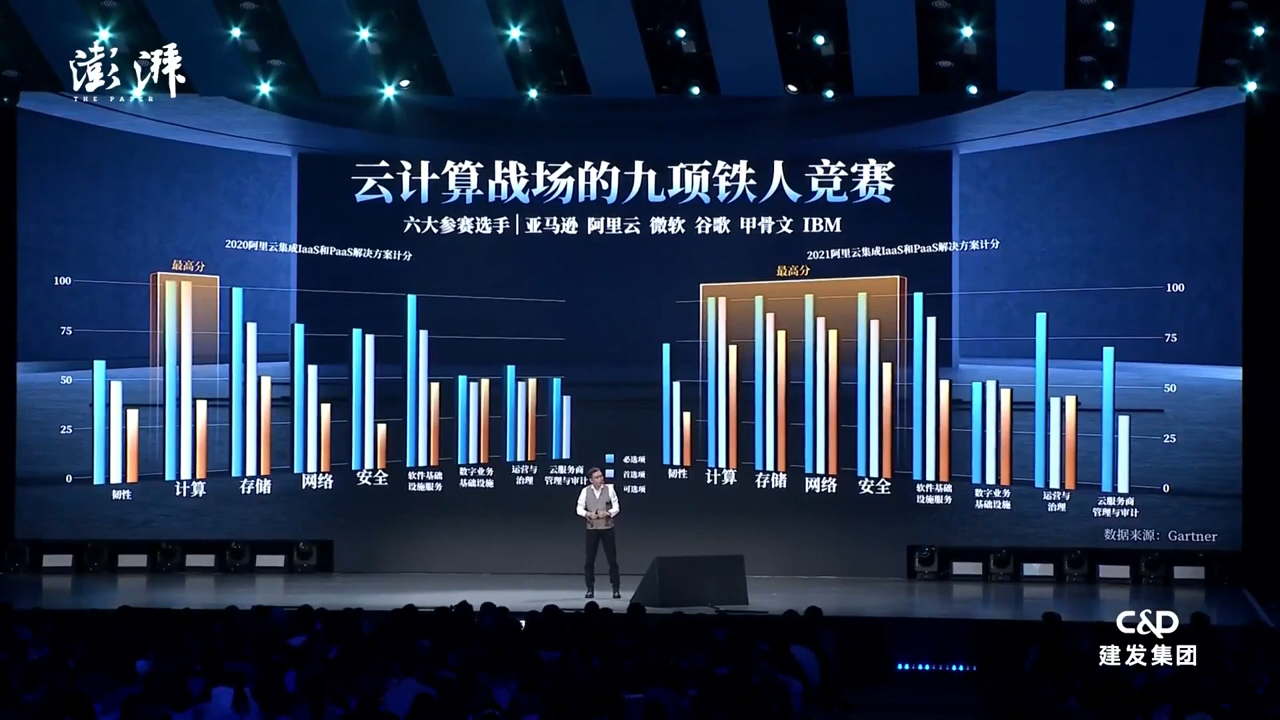 澎湃
THE PAPER
云计算战场的九项铁人竞赛
六大参赛选手|亚马逊 阿里云 微软 谷歌 甲骨文 IBM
2020阿里云集成IaaS和PaaS解决方案计分
最高分
100
75
50
25
0
韧性
计算
存储
网络
安全
软件基础
设施服务
数字业务
基础设施
运营与
治理
云服务商
管理与审计
必选项
首选项
可选项
2021阿里云集成IaaS和PaaS解决方案计分
最高分
100
75
50
25
0
韧性
计算
存储
网络
安全
软件基础
设施服务
数字业务
基础设施
运营与
治理
云服务商
管理与审计
数据来源：Gartner
C&D
建发集团